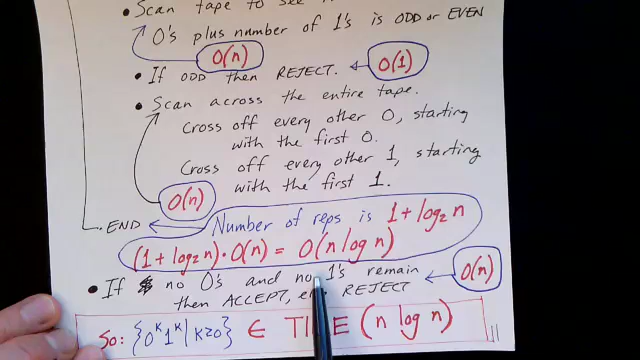 • Scan tape to see if
0's plus number of 1's is ODD or EVEN
O(n)
• If ODD then REJECT.
O(1)
• Scan across the entire tape.
Cross off every other 0, starting
with the first 0.
Cross off every other 1, starting
with the first 1.
O(n)
END
Number of reps is 1 + log₂ n
(1 + log₂ n) · O(n) = O(n log n)
• If no 0's and no 1's remain
then ACCEPT, REJECT
O(n)
So: {0ᵏ1ᵏ | k≥0} ∈ TIME (n log n)